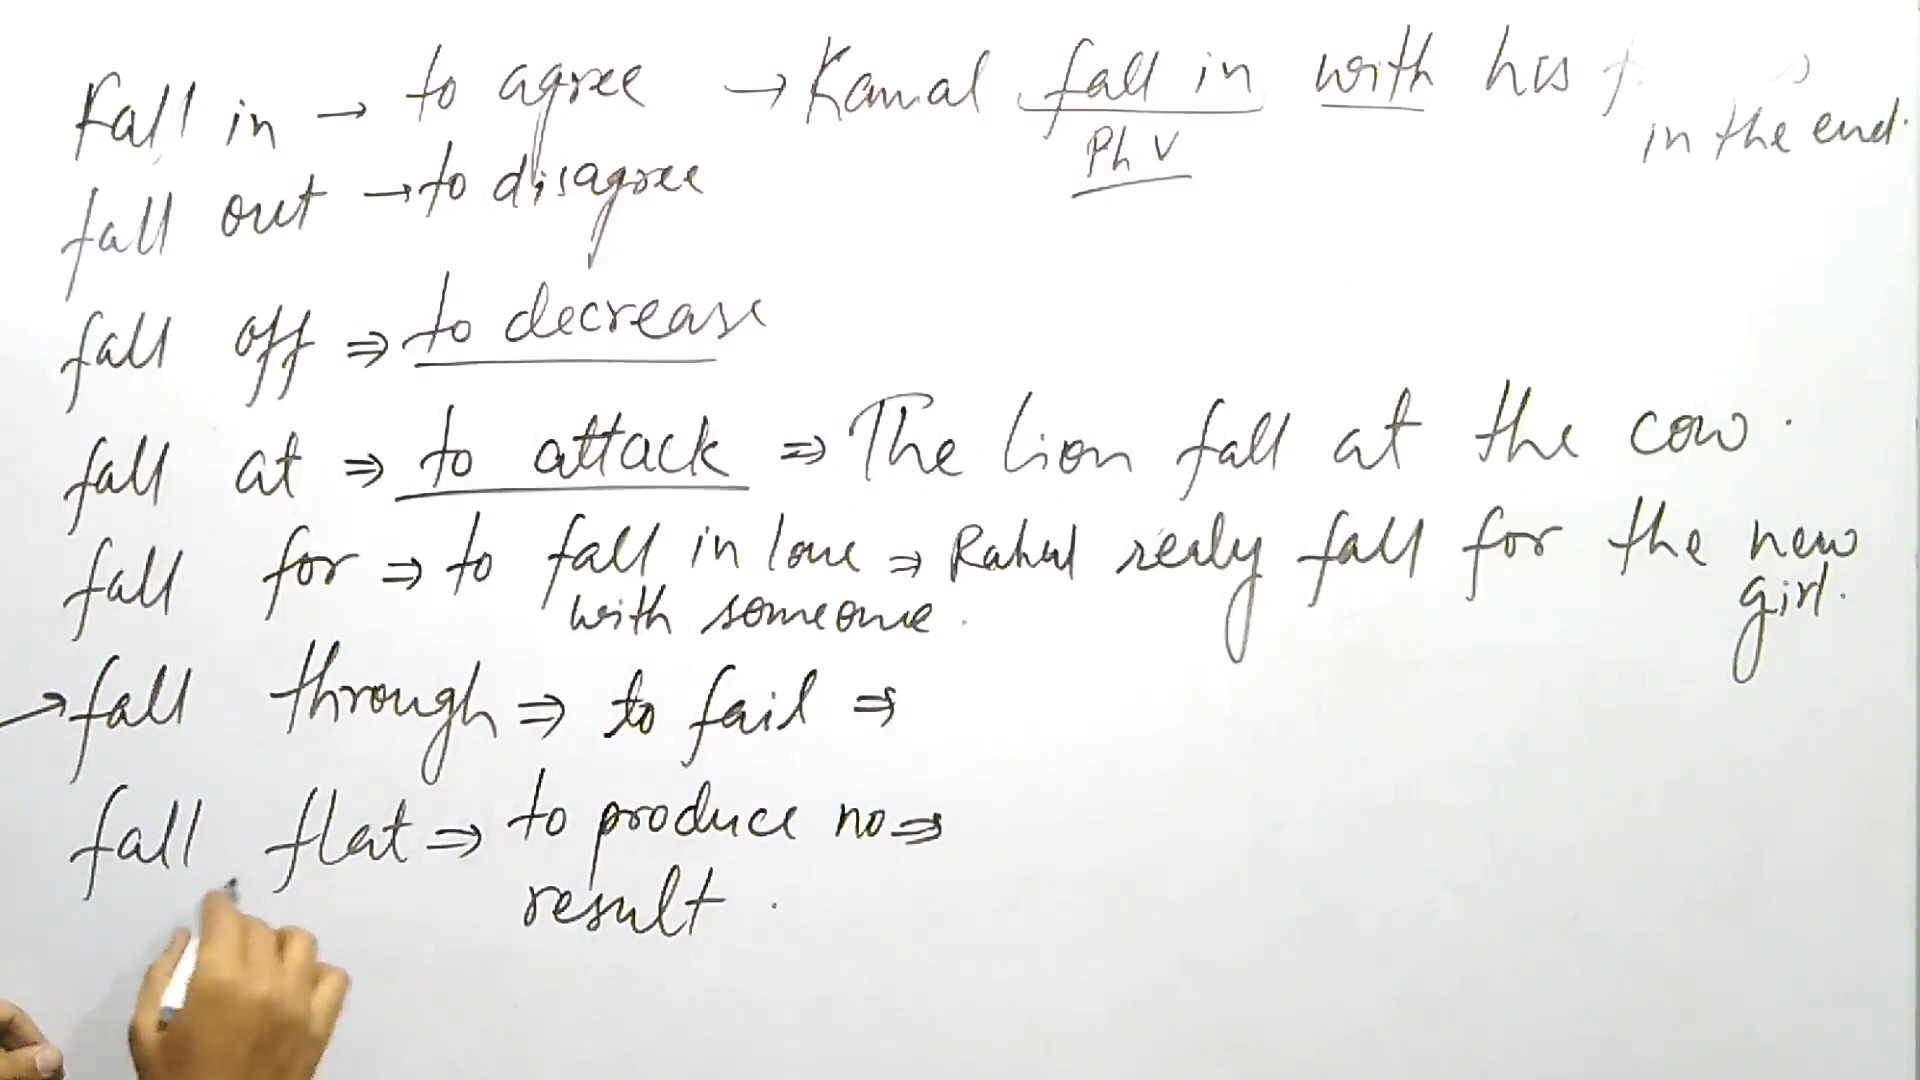 Fall in → to agree → Kamal fall in with his
in the end.
Ph V
fall out → to disagree
fall off ⇒ to decrease
fall at ⇒ to attack ⇒ The Lion fall at the cow.
fall for ⇒ to fall in love ⇒ Rahul realy fall for the new
with someone.
girl.
→ fall through ⇒ to fail ⇒
fall flat ⇒ to produce no ⇒
result.